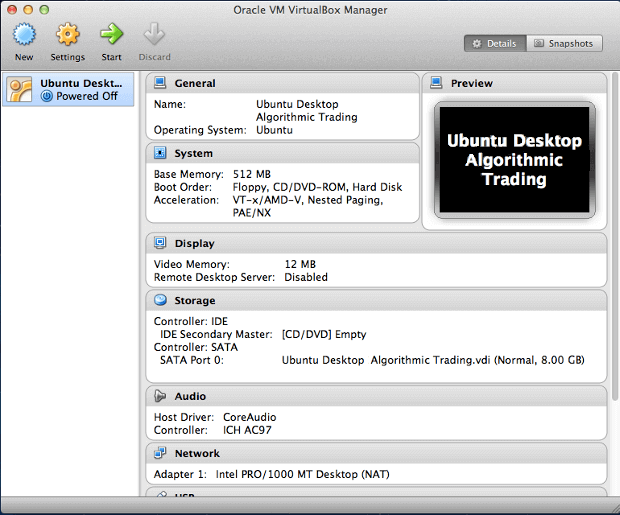 Oracle VM VirtualBox Manager
New
Settings
Start
Discard
Details
Snapshots
Ubuntu Deskt...
Powered Off
General
Name: Ubuntu Desktop
Algorithmic Trading
Operating System: Ubuntu
Preview
Ubuntu Desktop
Algorithmic
Trading
System
Base Memory: 512 MB
Boot Order: Floppy, CD/DVD-ROM, Hard Disk
Acceleration: VT-x/AMD-V, Nested Paging,
PAE/NX
Display
Video Memory: 12 MB
Remote Desktop Server: Disabled
Storage
Controller: IDE
IDE Secondary Master: [CD/DVD] Empty
Controller: SATA
SATA Port 0: Ubuntu Desktop Algorithmic Trading.vdi (Normal, 8.00 GB)
Audio
Host Driver: CoreAudio
Controller: ICH AC97
Network
Adapter 1: Intel PRO/1000 MT Desktop (NAT)
USB